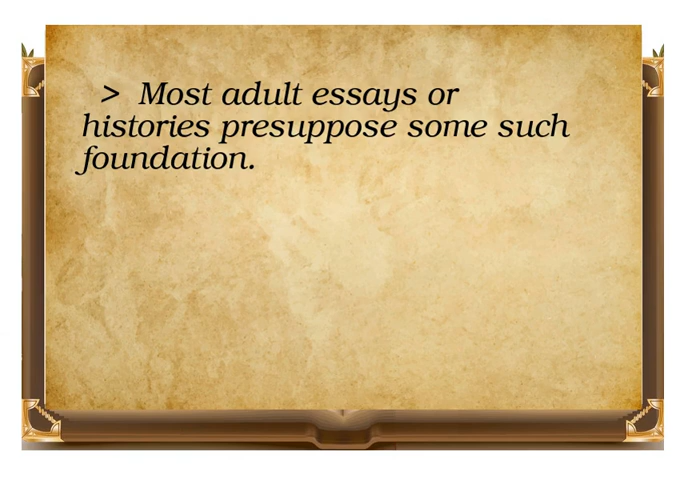 > Most adult essays or
histories presuppose some such
foundation.